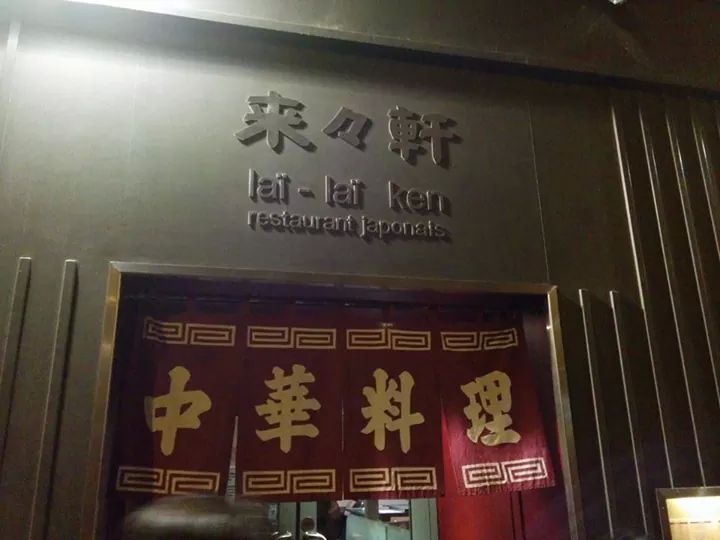 来々軒
laï - laï ken
restaurant japonais
中華料理